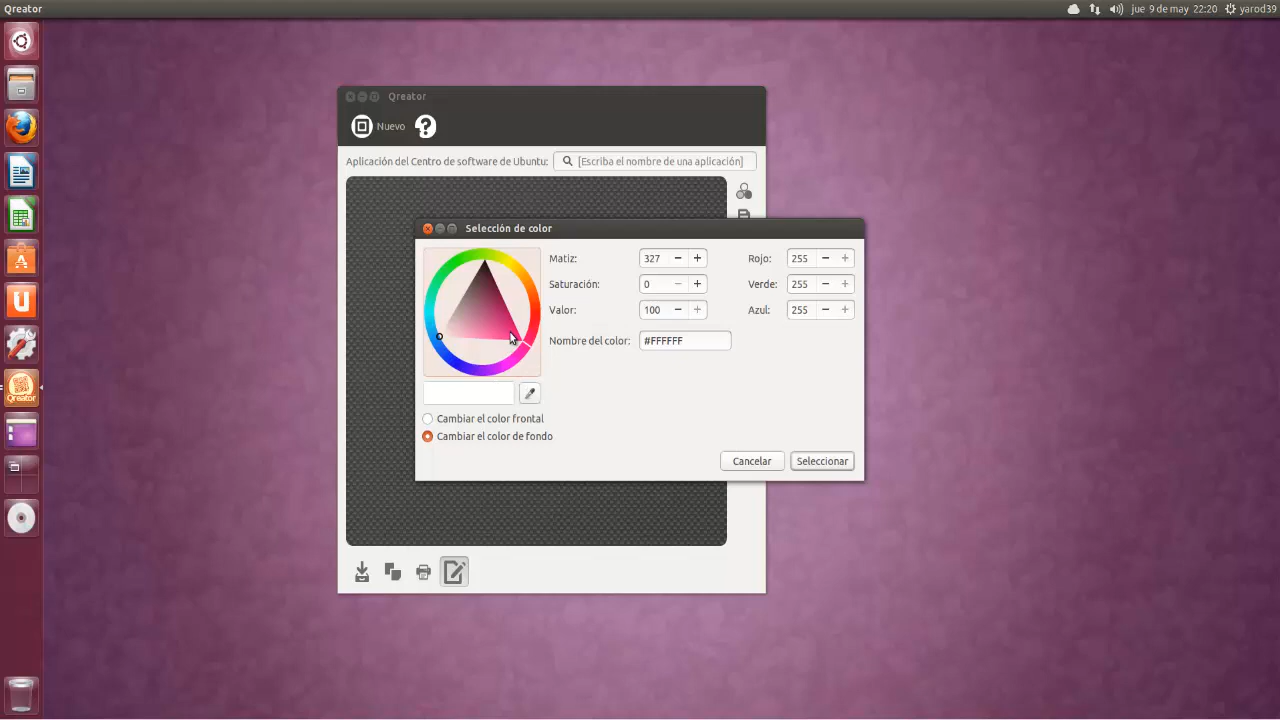 Qreator
jue 9 de may 22:20 yarod39
Qreator
Nuevo
Aplicación del Centro de software de Ubuntu: [Escriba el nombre de una aplicación]
Selección de color
Matiz: 327 − + Rojo: 255 − +
Saturación: 0 − + Verde: 255 − +
Valor: 100 − + Azul: 255 − +
Nombre del color: #FFFFFF
Cambiar el color frontal
Cambiar el color de fondo
Cancelar Seleccionar
Qreator